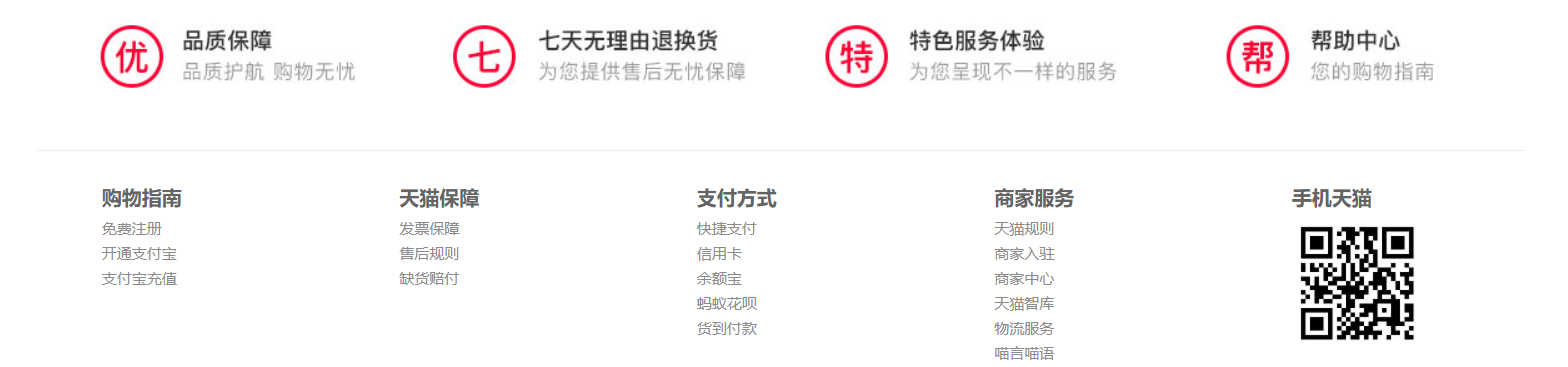 优
品质保障
品质护航 购物无忧
七
七天无理由退换货
为您提供售后无忧保障
特
特色服务体验
为您呈现不一样的服务
帮
帮助中心
您的购物指南
购物指南
免费注册
开通支付宝
支付宝充值
天猫保障
发票保障
售后规则
缺货赔付
支付方式
快捷支付
信用卡
余额宝
蚂蚁花呗
货到付款
商家服务
天猫规则
商家入驻
商家中心
天猫智库
物流服务
喵言喵语
手机天猫